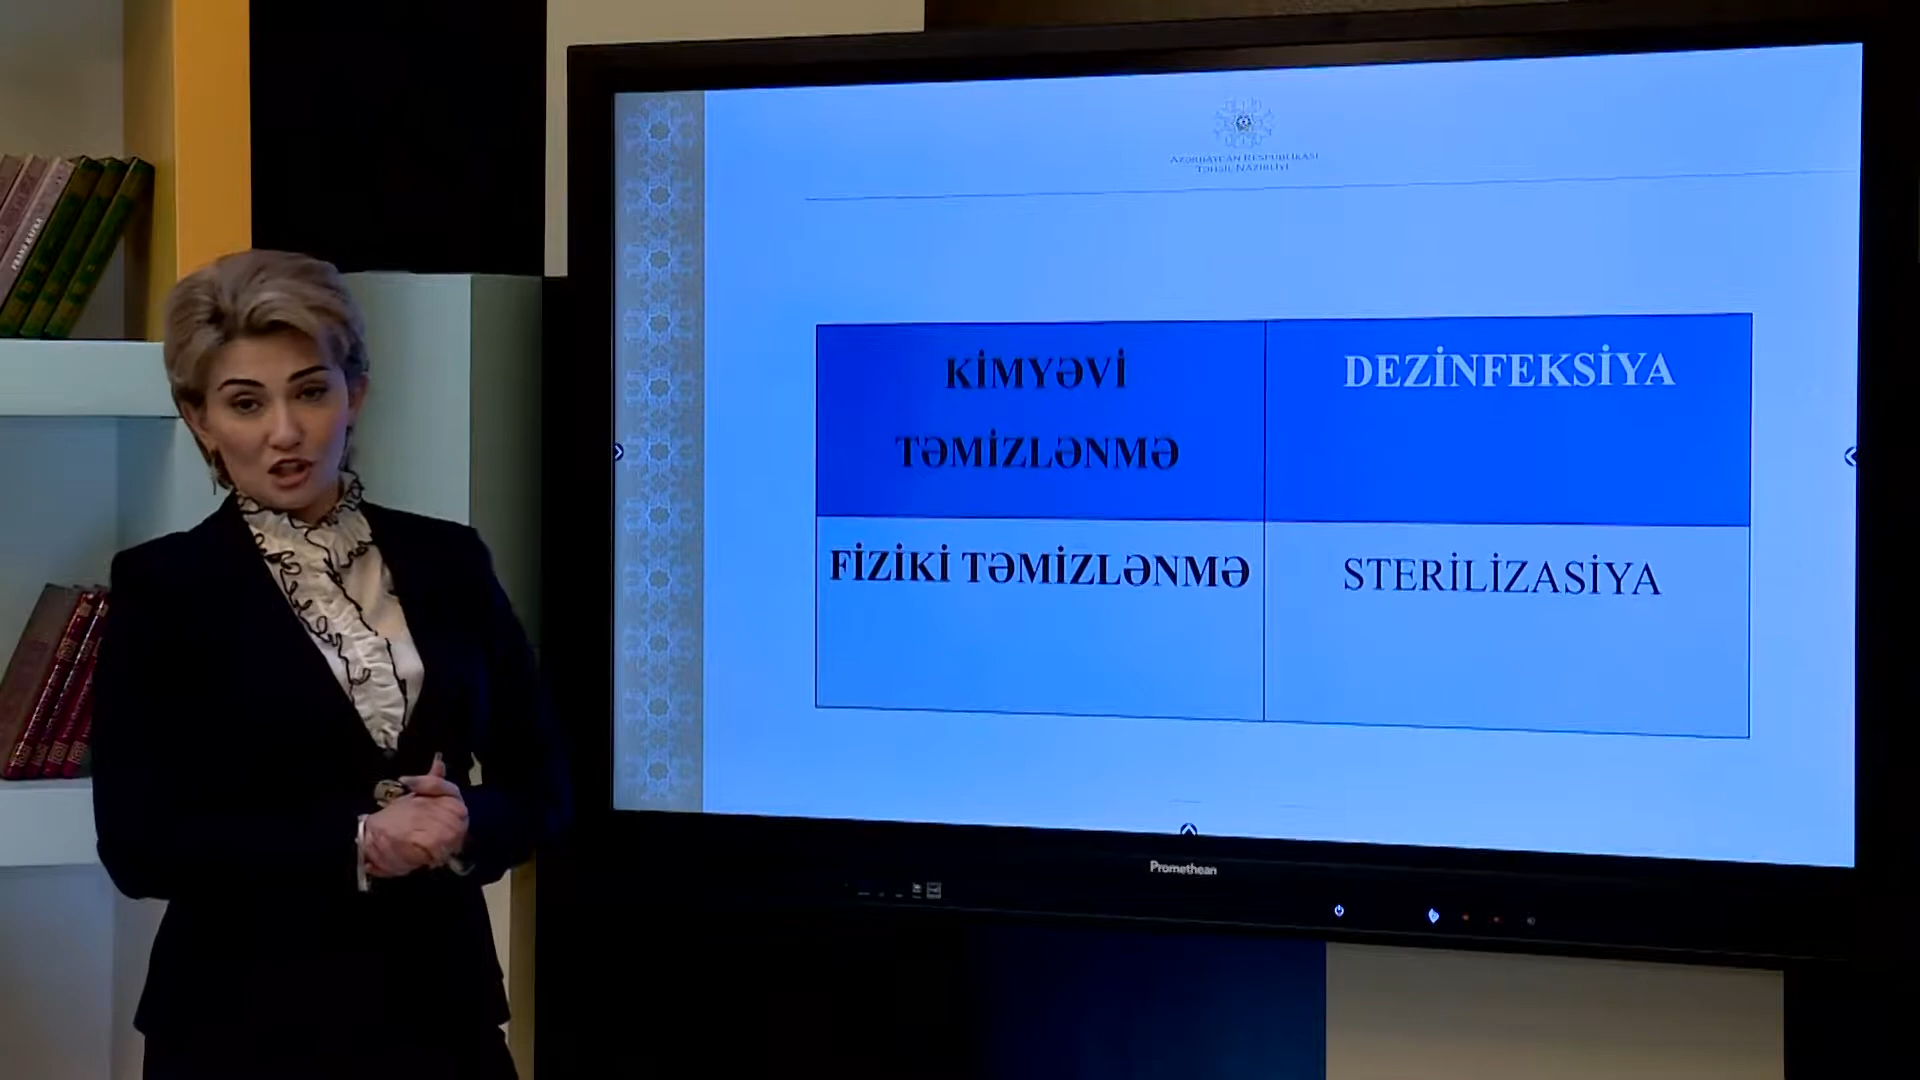 AZƏRBAYCAN RESPUBLİKASI
TƏHSİL NAZİRLİYİ
KİMYƏVİ
TƏMİZLƏNMƏ
DEZİNFEKSİYA
FİZİKİ TƏMİZLƏNMƏ
STERİLİZASİYA
Promethean